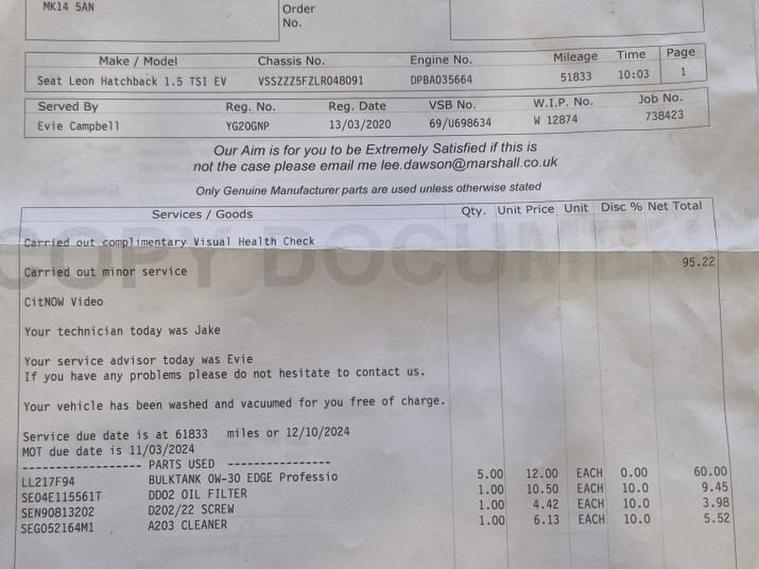 MK14 5AN
Order
No.
Make / Model Chassis No. Engine No. Mileage Time Page
Seat Leon Hatchback 1.5 TSI EV VSSZZZ5FZLR048091 DPBA035664 51833 10:03 1
Served By Reg. No. Reg. Date VSB No. W.I.P. No. Job No.
Evie Campbell YG20GNP 13/03/2020 69/U698634 W 12874 738423
Our Aim is for you to be Extremely Satisfied if this is
not the case please email me lee.dawson@marshall.co.uk
Only Genuine Manufacturer parts are used unless otherwise stated
Services / Goods Qty. Unit Price Unit Disc % Net Total
Carried out complimentary Visual Health Check
COPY DOCUMENT
Carried out minor service 95.22
CitNOW Video
Your technician today was Jake
Your service advisor today was Evie
If you have any problems please do not hesitate to contact us.
Your vehicle has been washed and vacuumed for you free of charge.
Service due date is at 61833 miles or 12/10/2024
MOT due date is 11/03/2024
------------------ PARTS USED ---------------
LL217F94 BULKTANK OW-30 EDGE Professio 5.00 12.00 EACH 0.00 60.00
SE04E115561T DD02 OIL FILTER 1.00 10.50 EACH 10.0 9.45
SEN90813202 D202/22 SCREW 1.00 4.42 EACH 10.0 3.98
SEG052164M1 A203 CLEANER 1.00 6.13 EACH 10.0 5.52